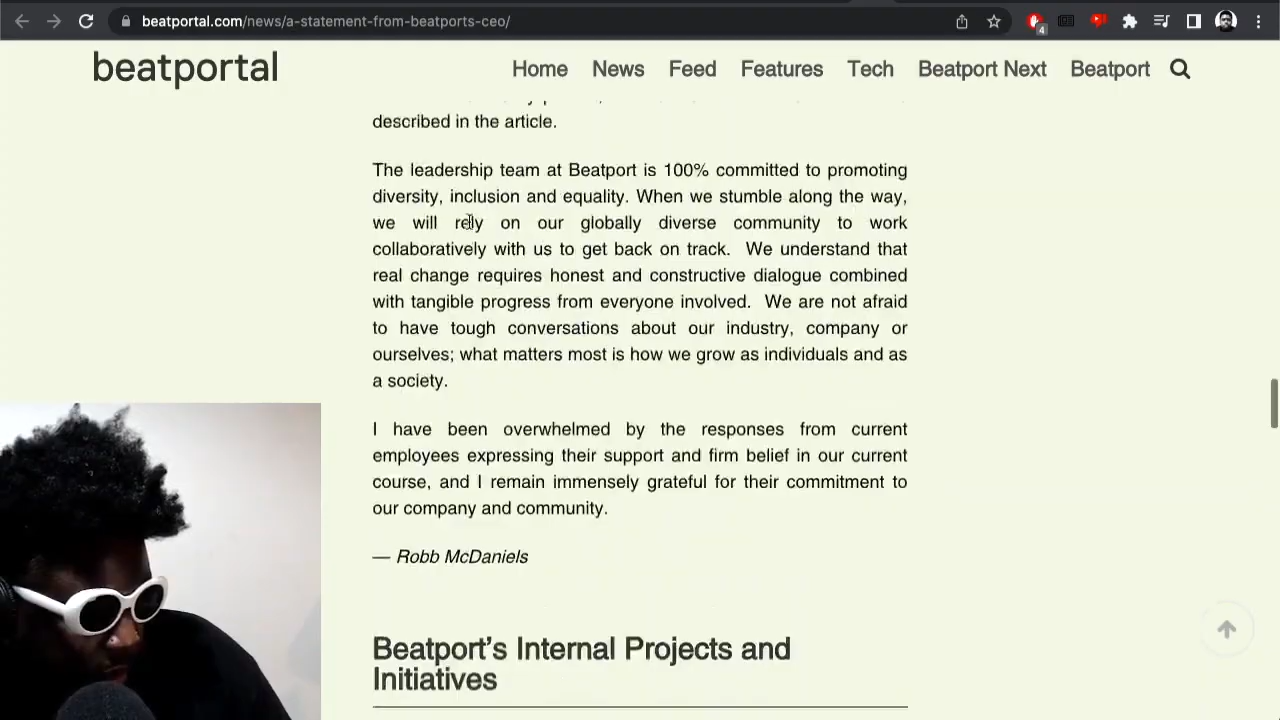 beatportal.com/news/a-statement-from-beatports-ceo/
4
beatportal
Home News Feed Features Tech Beatport Next Beatport
described in the article.
The leadership team at Beatport is 100% committed to promoting
diversity, inclusion and equality. When we stumble along the way,
we will rely on our globally diverse community to work
collaboratively with us to get back on track. We understand that
real change requires honest and constructive dialogue combined
with tangible progress from everyone involved. We are not afraid
to have tough conversations about our industry, company or
ourselves; what matters most is how we grow as individuals and as
a society.
I have been overwhelmed by the responses from current
employees expressing their support and firm belief in our current
course, and I remain immensely grateful for their commitment to
our company and community.
— Robb McDaniels
Beatport’s Internal Projects and
Initiatives